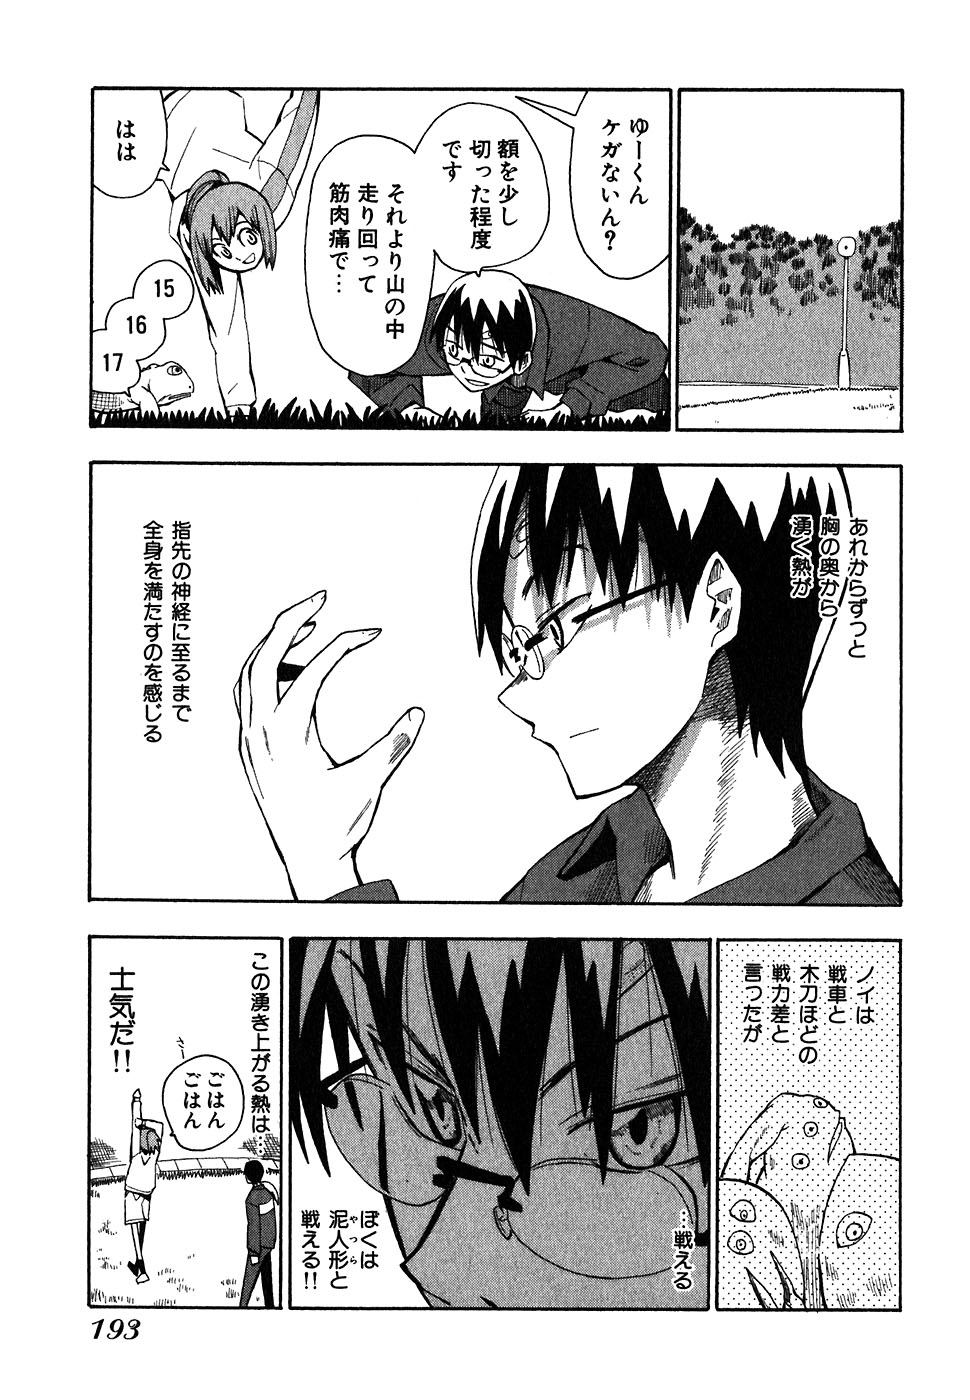 ゆーくん
ケガないん？
額を少し
切った程度
です
それより山の中
走り回って
筋肉痛で…
はは
15
16
17
あれからずっと
胸の奥から
湧く熱が
指先の神経に至るまで
全身を満たすのを感じる
ノイは
戦車と
木刀ほどの
戦力差と
言ったが
…戦える
ぼくは
泥人形と
やつら
戦える!!
この湧き上がる熱は…
さー
ごはん
ごはん
士気だ!!
193